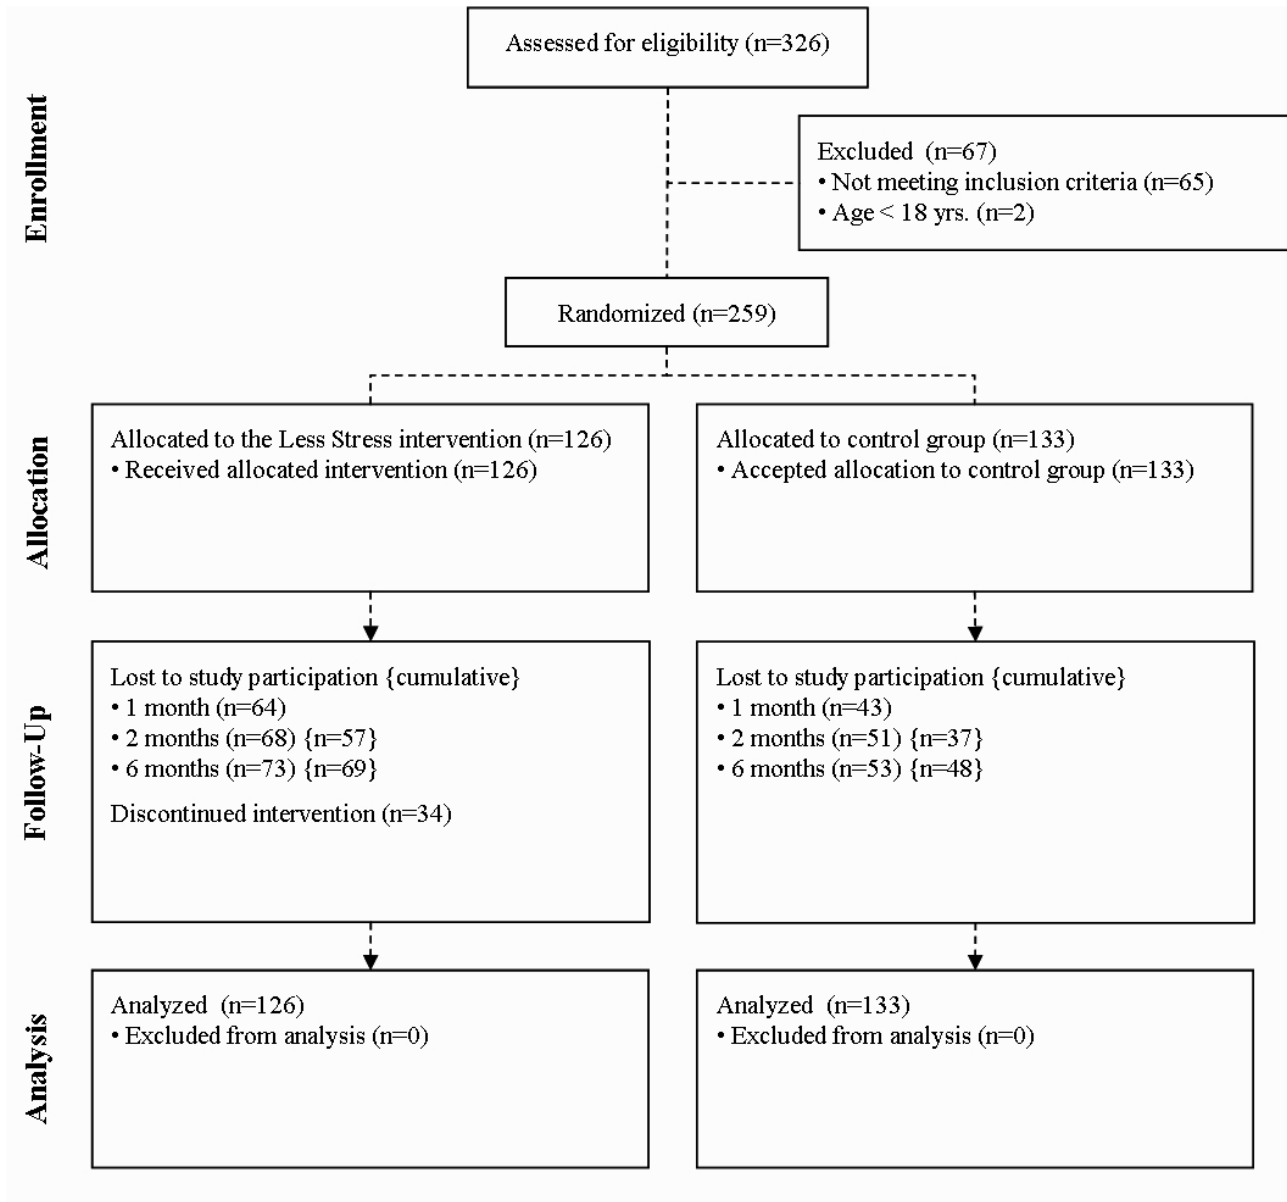 Assessed for eligibility (n=326)
Enrollment
Excluded (n=67)
• Not meeting inclusion criteria (n=65)
• Age < 18 yrs. (n=2)
Randomized (n=259)
Allocation
Allocated to the Less Stress intervention (n=126)
• Received allocated intervention (n=126)
Allocated to control group (n=133)
• Accepted allocation to control group (n=133)
Follow-Up
Lost to study participation {cumulative}
• 1 month (n=64)
• 2 months (n=68) {n=57}
• 6 months (n=73) {n=69}
Discontinued intervention (n=34)
Lost to study participation {cumulative}
• 1 month (n=43)
• 2 months (n=51) {n=37}
• 6 months (n=53) {n=48}
Analysis
Analyzed (n=126)
• Excluded from analysis (n=0)
Analyzed (n=133)
• Excluded from analysis (n=0)